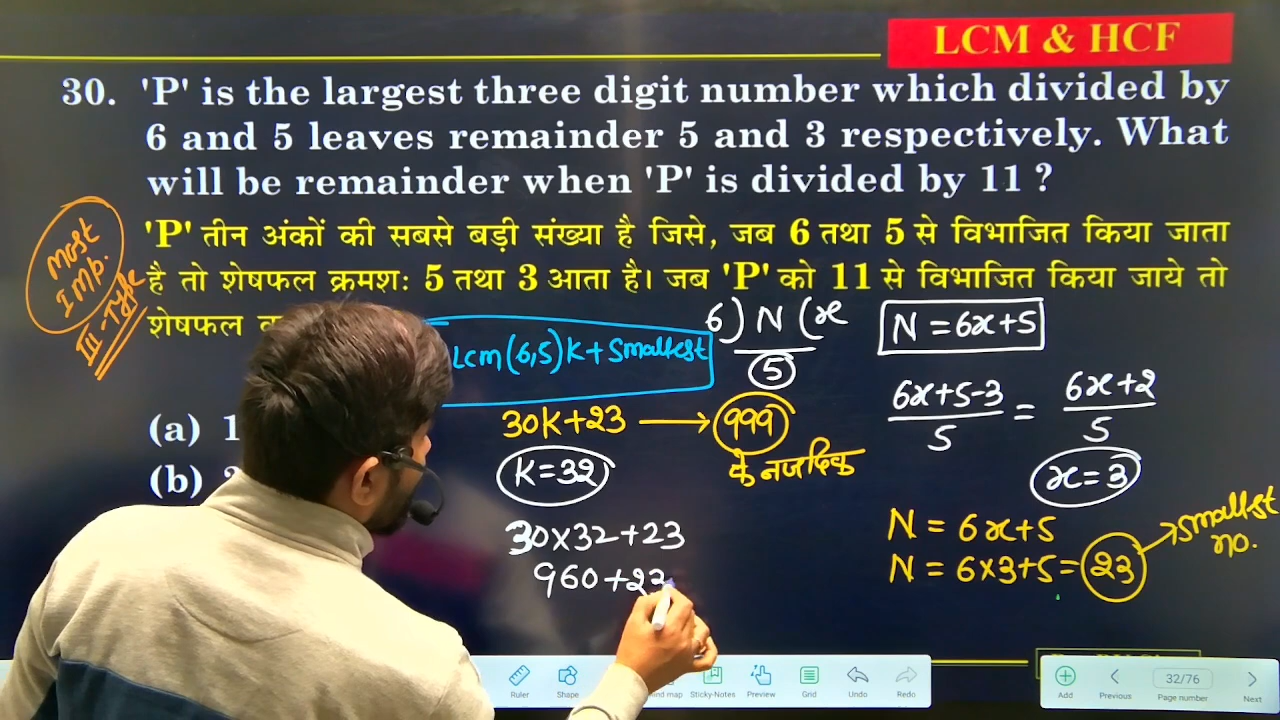 LCM & HCF
30. 'P' is the largest three digit number which divided by
6 and 5 leaves remainder 5 and 3 respectively. What
will be remainder when 'P' is divided by 11 ?
'P' तीन अंकों की सबसे बड़ी संख्या है जिसे, जब 6 तथा 5 से विभाजित किया जाता
है तो शेषफल क्रमश: 5 तथा 3 आता है। जब 'P' को 11 से विभाजित किया जाये तो
शेषफल
Most
Imp.
III - Type
(a) 1
(b)
Lcm(6,5)K+Smallest
30K+23 → 999
के नजदिक
K=32
30×32+23
960+23
6) N (x
5
N = 6x+5
6x+5-3 / 5 = 6x+2 / 5
x=3
N = 6x+5
N = 6×3+5 = 23 → smallest
no.
Ruler Shape Mind map Sticky-Notes Preview Grid Undo Redo
Add Previous 32/76 Page number Next